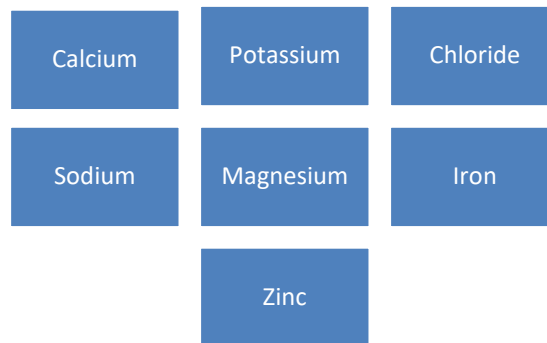 Calcium
Potassium
Chloride
Sodium
Magnesium
Iron
Zinc